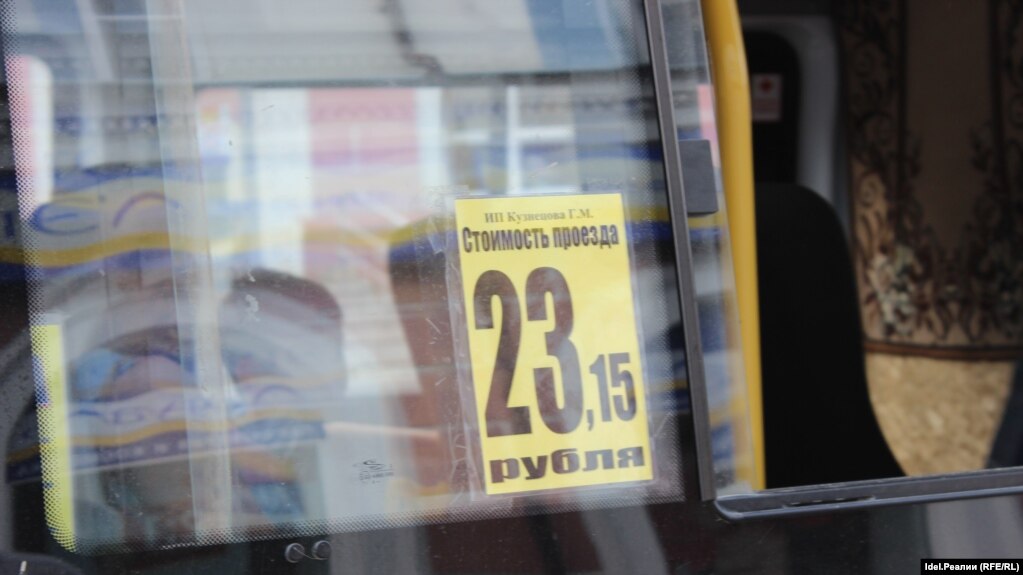 ИП Кузнецова Г.М.
Стоимость проезда
23,15
рубля
Idel.Реалии (RFE/RL)